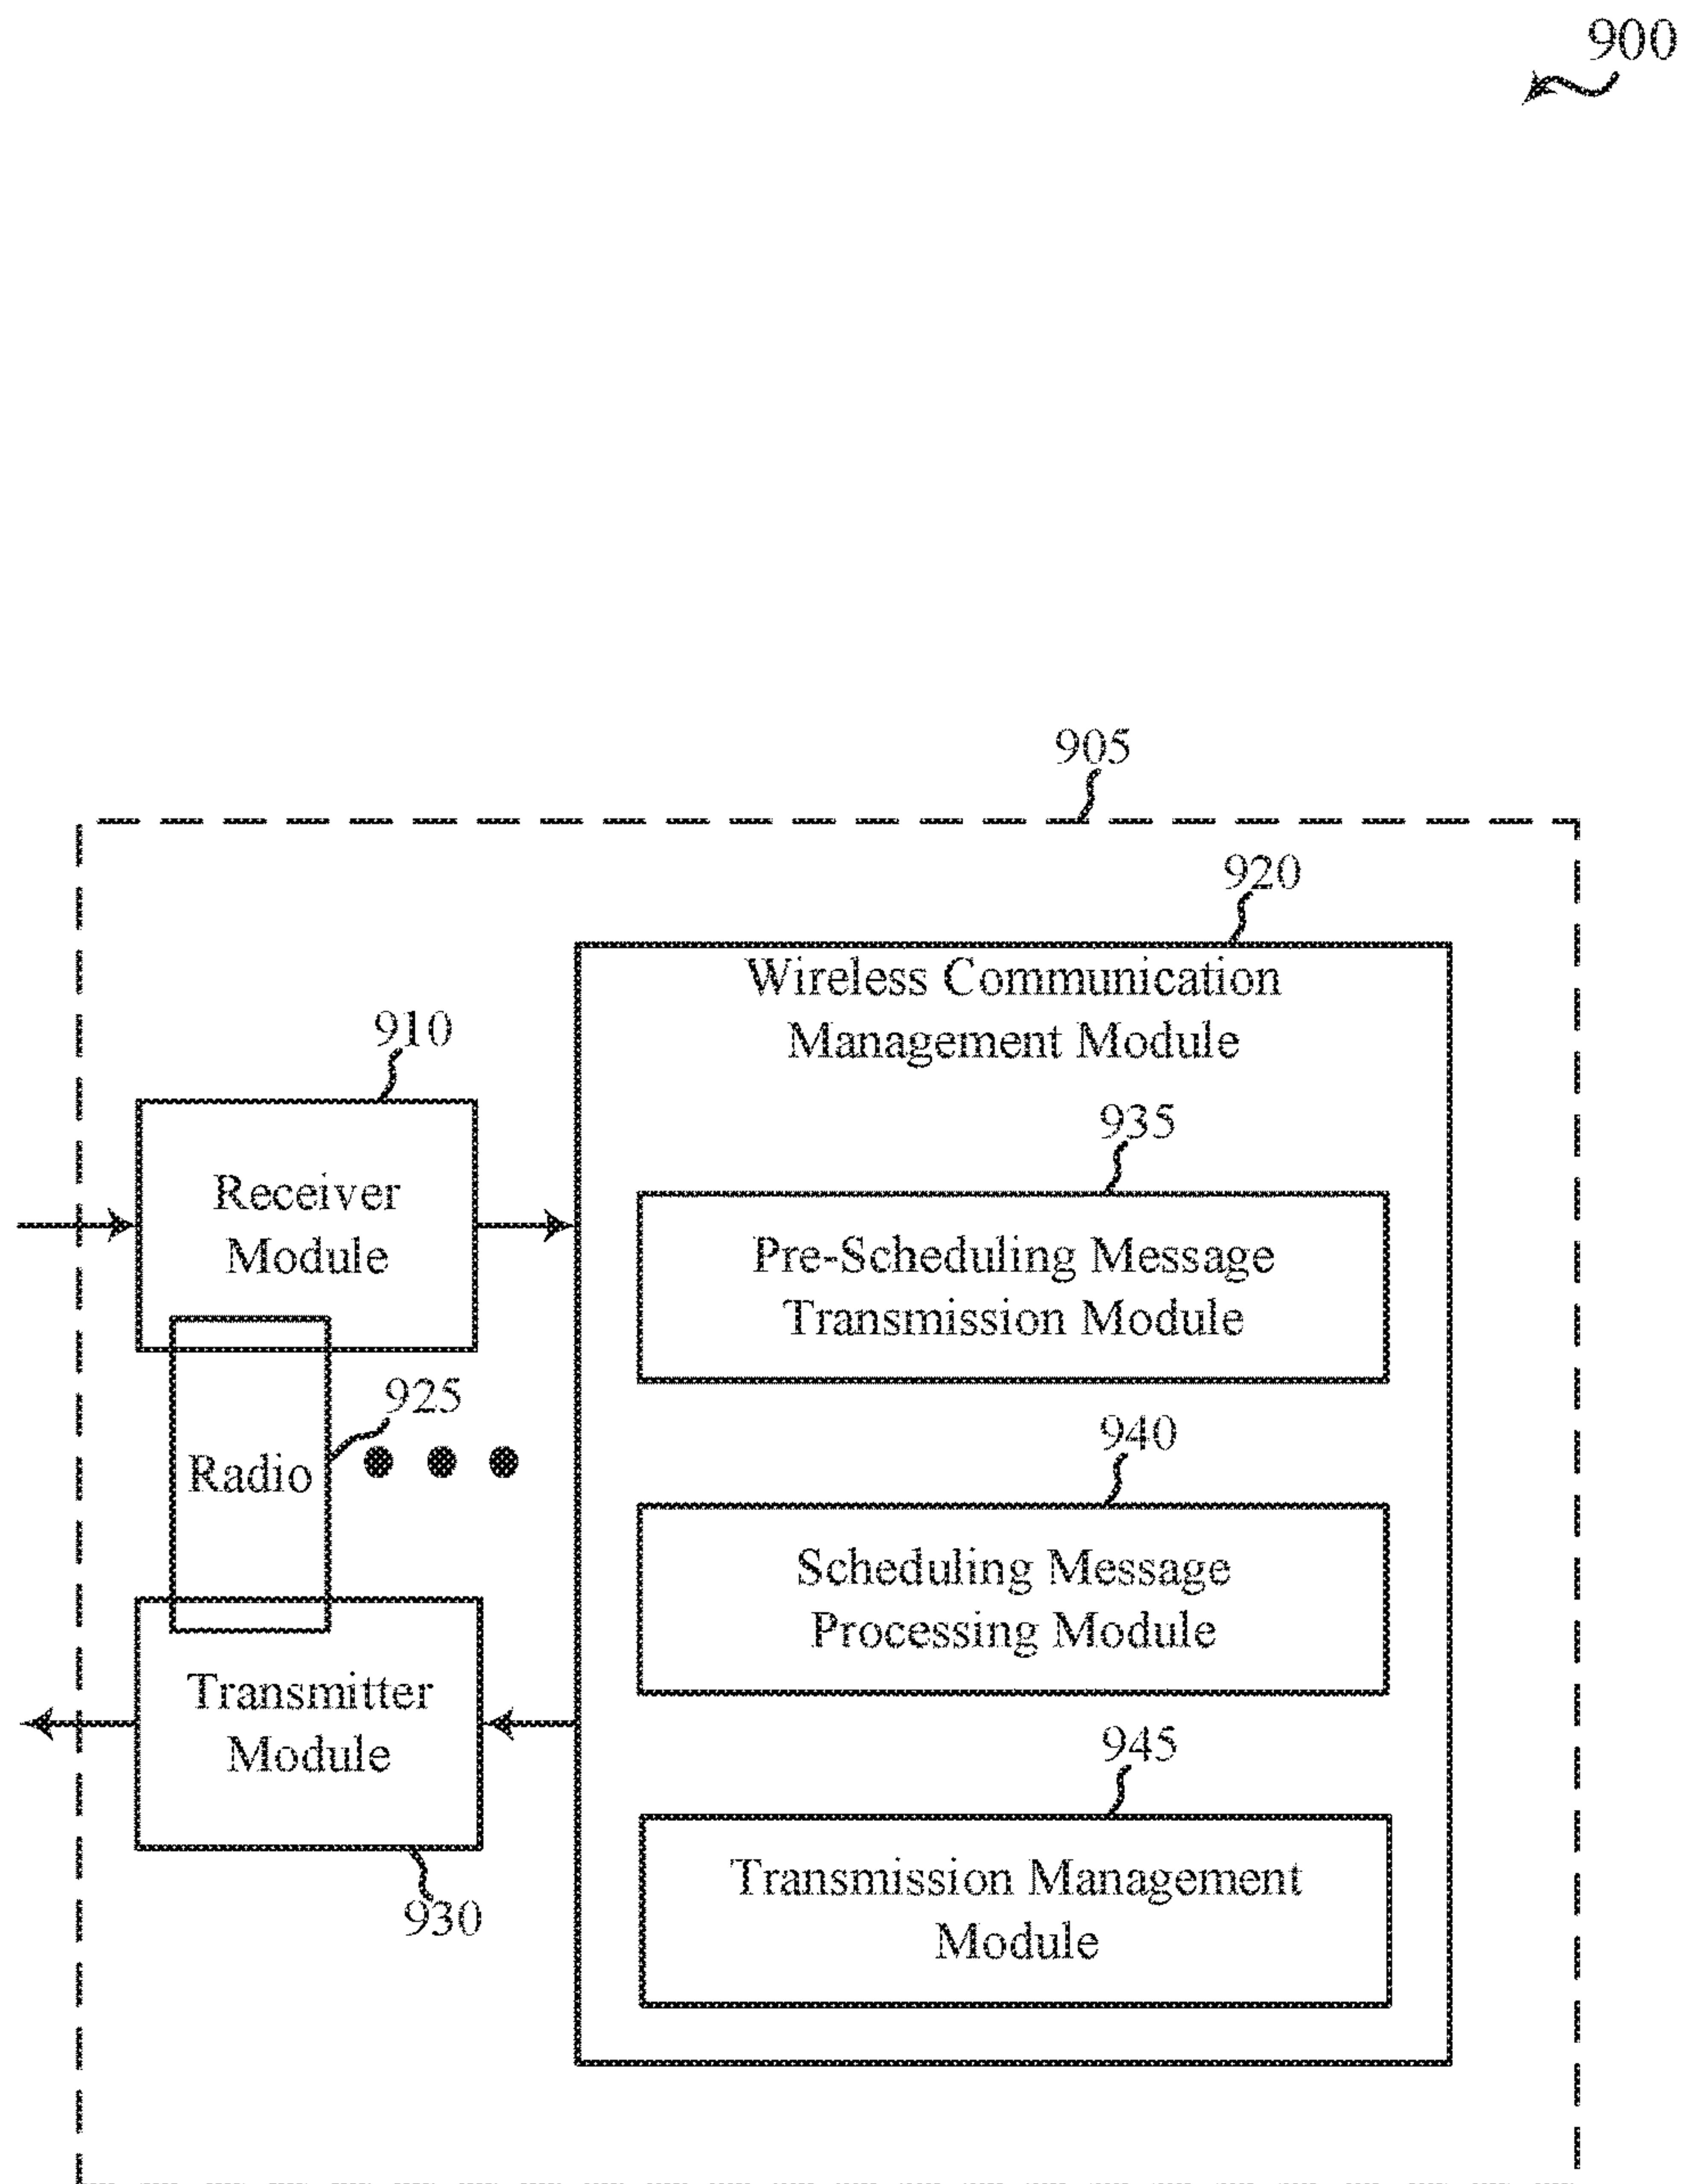 900
905
920
Wireless Communication
Management Module
910
Receiver
Module
935
Pre-Scheduling Message
Transmission Module
925
Radio
940
Scheduling Message
Processing Module
Transmitter
Module
930
945
Transmission Management
Module